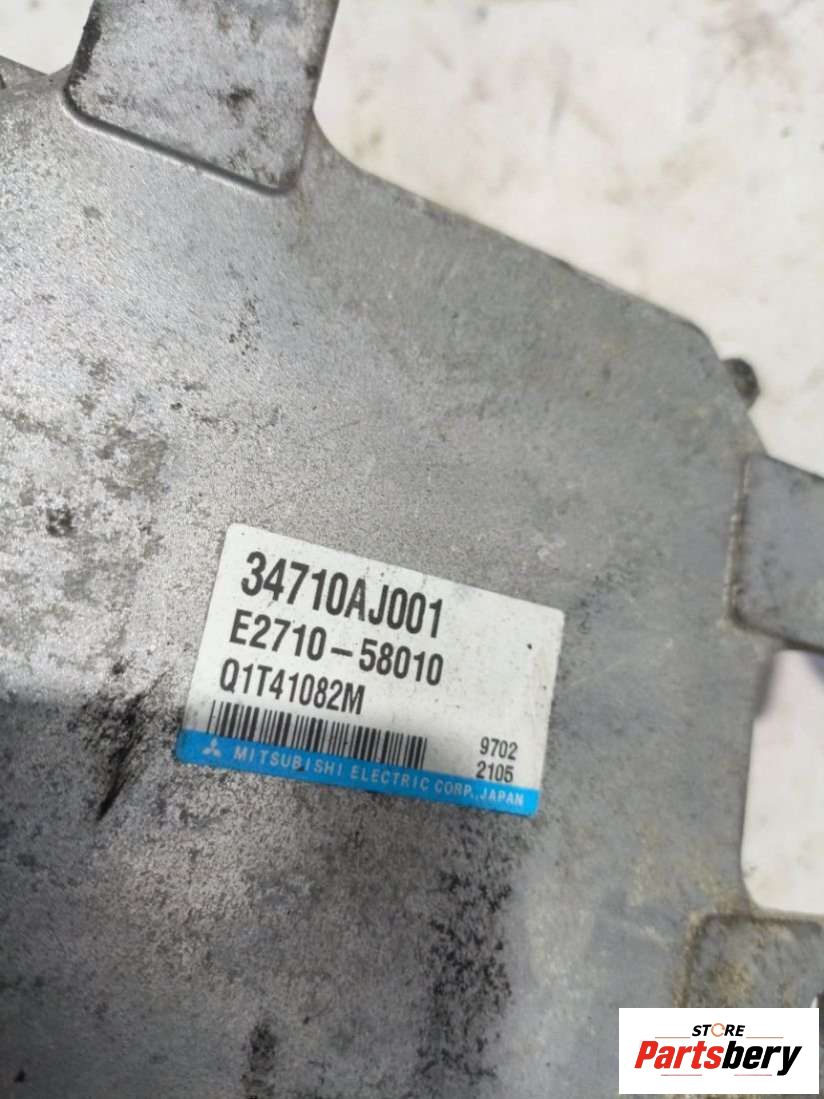 34710AJ001
E2710-58010
Q1T41082M
9702
2105
MITSUBISHI ELECTRIC CORP., JAPAN
STORE
Partsbery